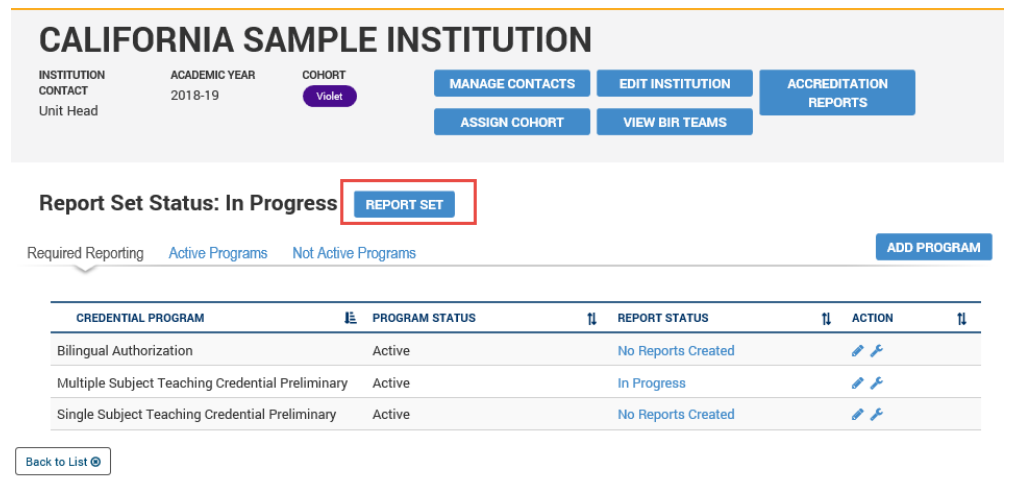 CALIFORNIA SAMPLE INSTITUTION
INSTITUTION CONTACT
Unit Head
ACADEMIC YEAR
2018-19
COHORT
Violet
MANAGE CONTACTS
EDIT INSTITUTION
ACCREDITATION REPORTS
ASSIGN COHORT
VIEW BIR TEAMS
Report Set Status: In Progress REPORT SET
Required Reporting Active Programs Not Active Programs ADD PROGRAM
CREDENTIAL PROGRAM PROGRAM STATUS REPORT STATUS ACTION
Bilingual Authorization Active No Reports Created
Multiple Subject Teaching Credential Preliminary Active In Progress
Single Subject Teaching Credential Preliminary Active No Reports Created
Back to List